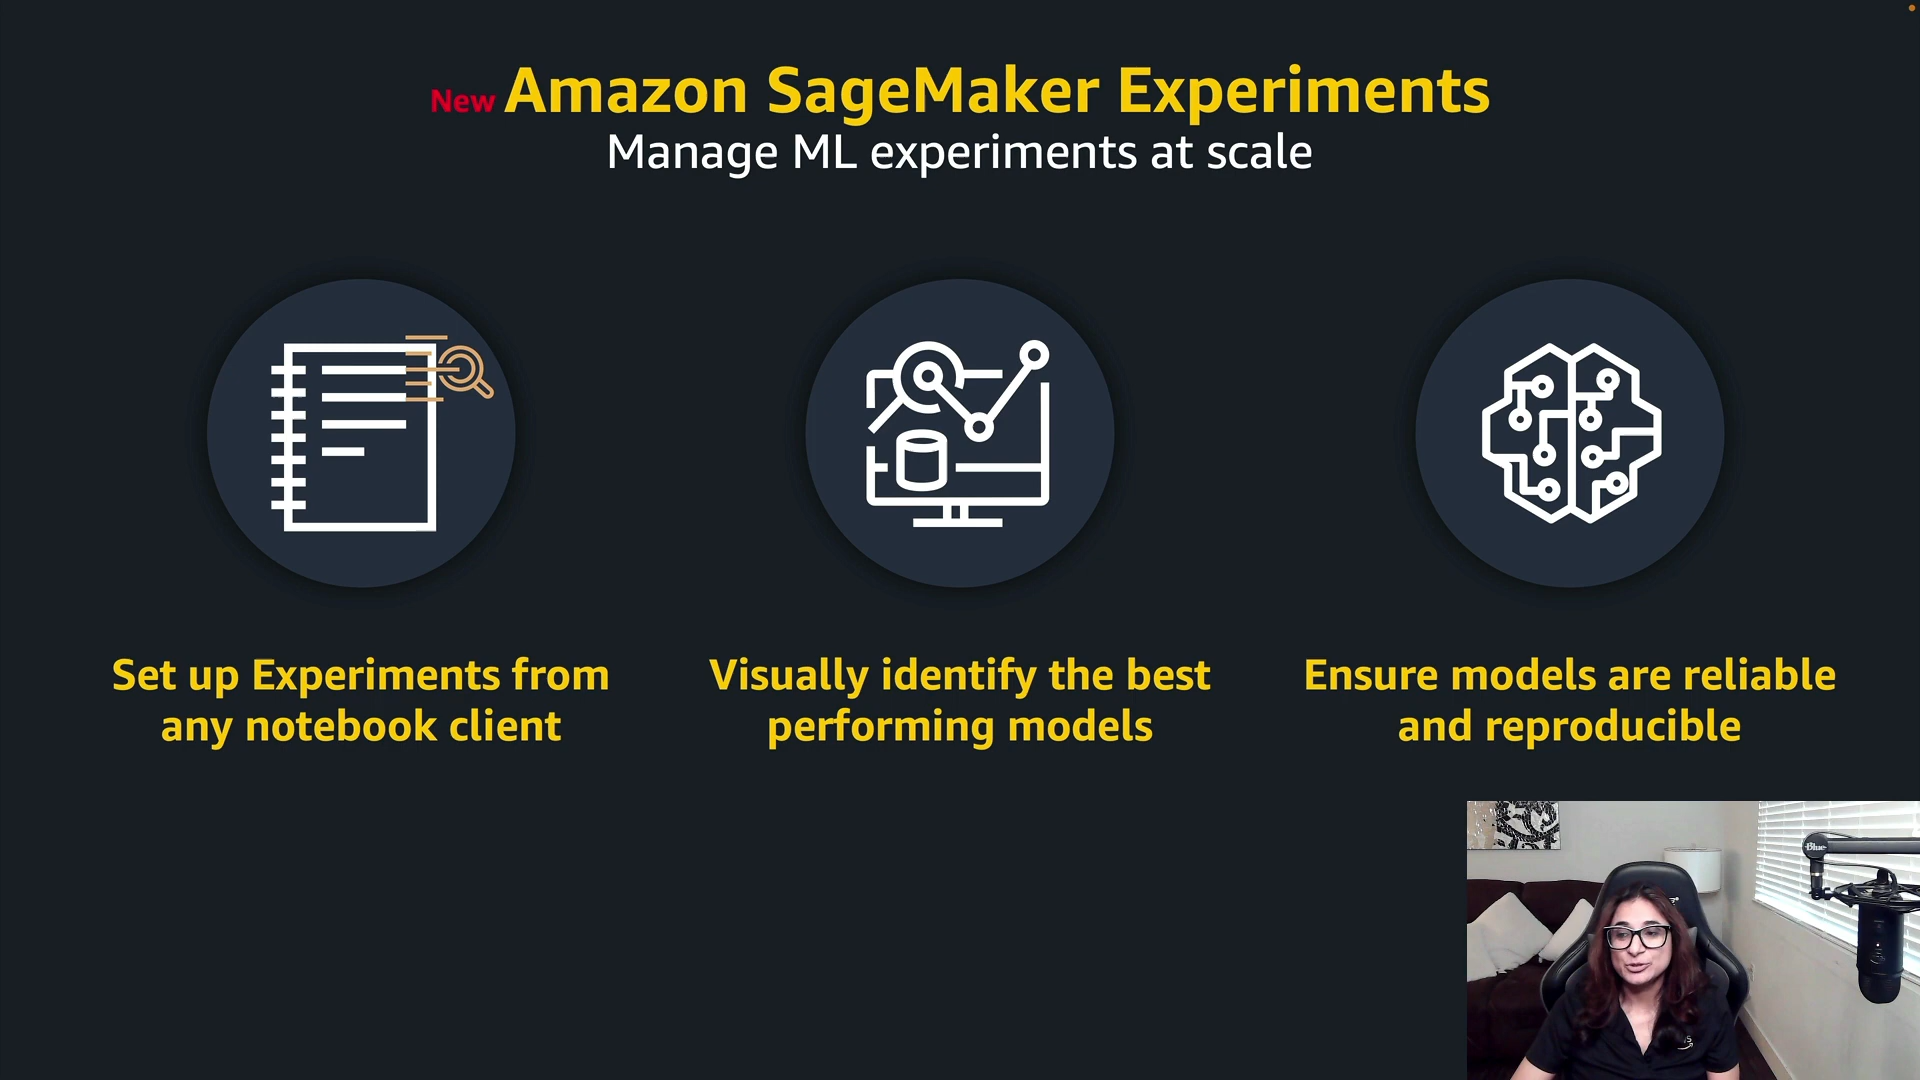 New Amazon SageMaker Experiments
Manage ML experiments at scale
Set up Experiments from
any notebook client
Visually identify the best
performing models
Ensure models are reliable
and reproducible
Blue